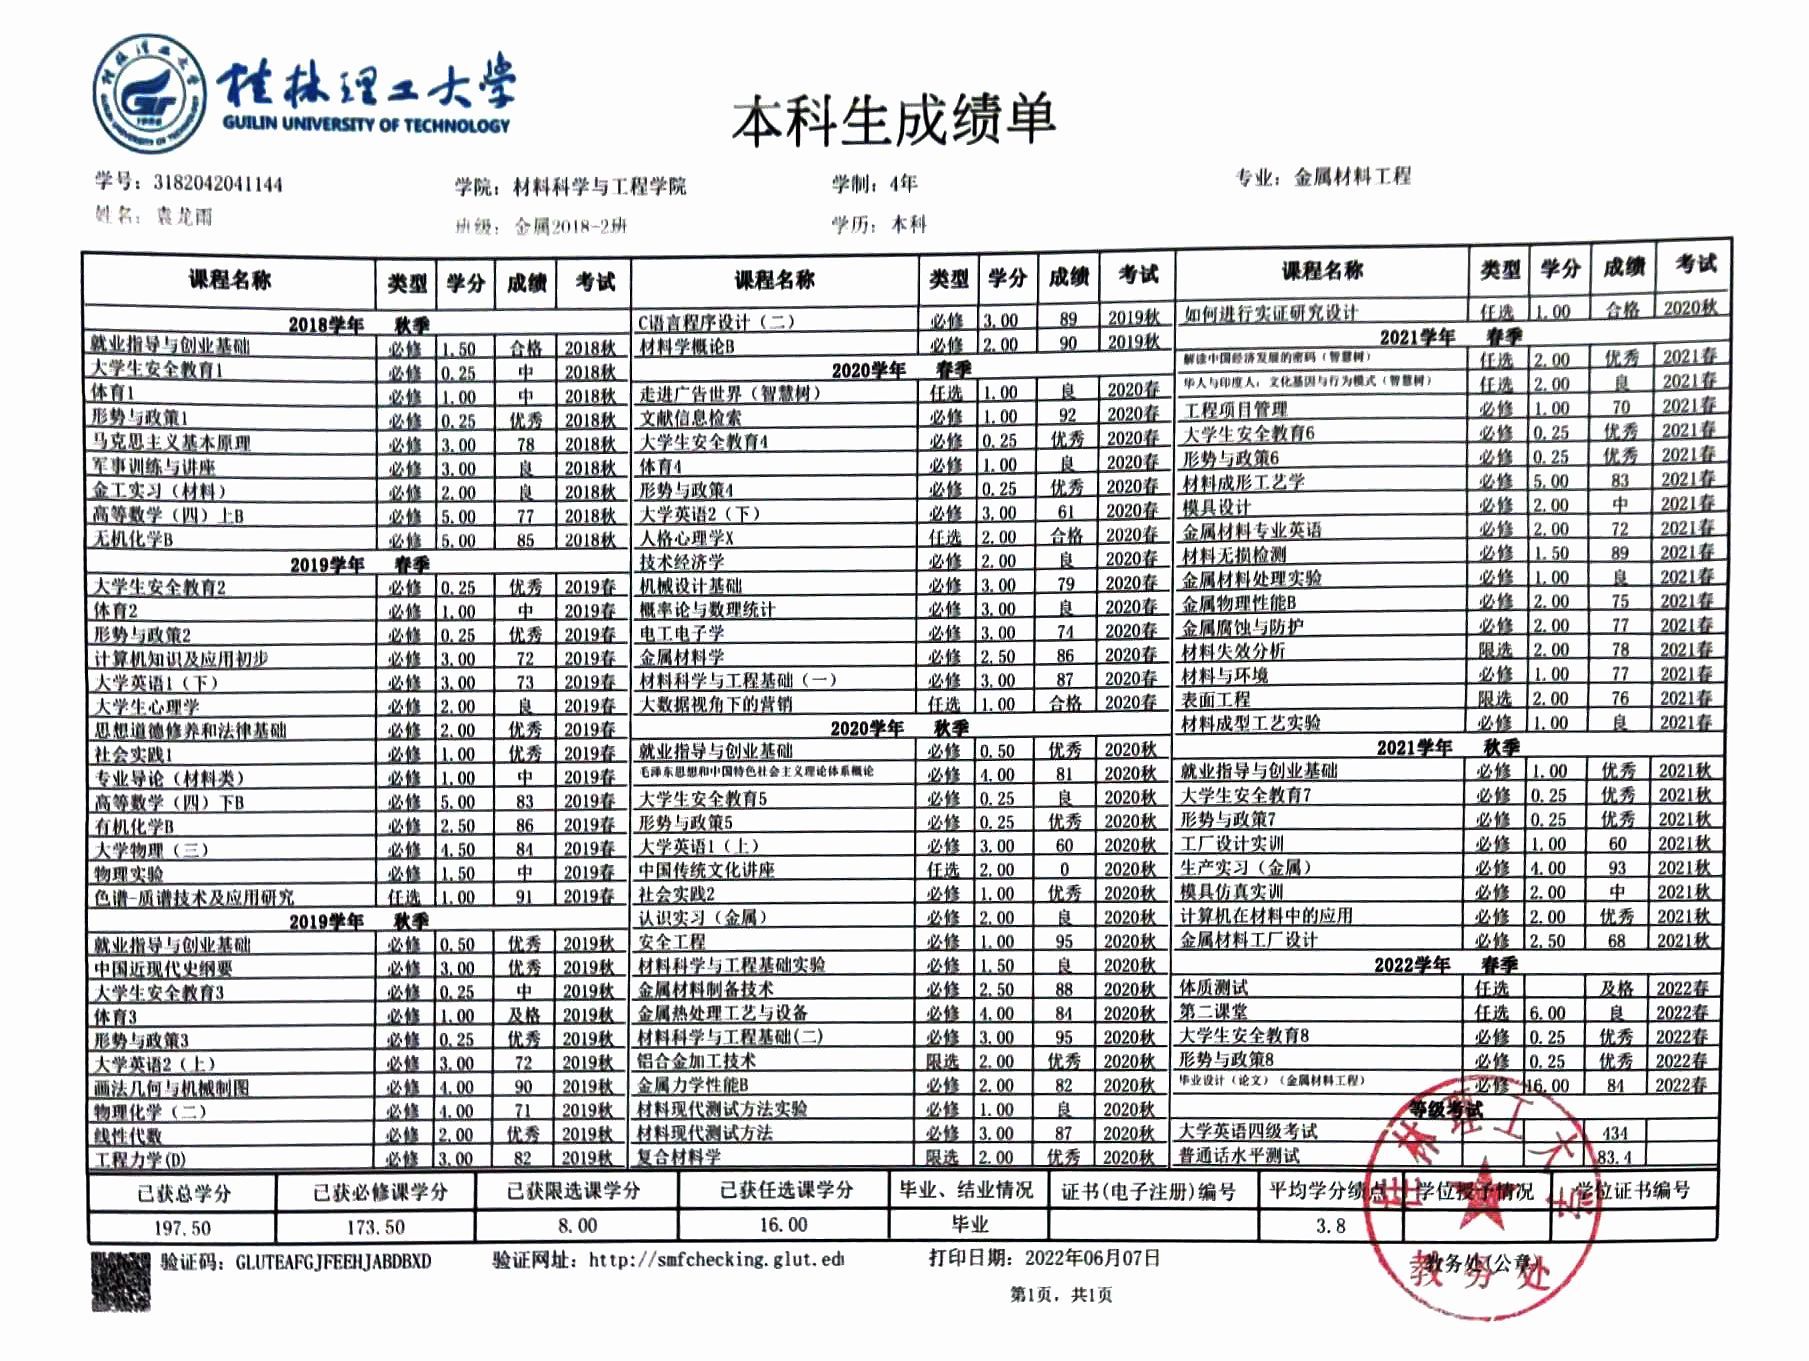 桂林理工大学
GUILIN UNIVERSITY OF TECHNOLOGY
本科生成绩单
学号：3182042041144 学院：材料科学与工程学院 学制：4年 专业：金属材料工程
姓名：袁龙雨 班级：金属2018-2班 学历：本科
课程名称 类型 学分 成绩 考试
2018学年 秋季
就业指导与创业基础 必修 1.50 合格 2018秋
大学生安全教育1 必修 0.25 中 2018秋
体育1 必修 1.00 中 2018秋
形势与政策1 必修 0.25 优秀 2018秋
马克思主义基本原理 必修 3.00 78 2018秋
军事训练与讲座 必修 3.00 良 2018秋
金工实习（材料） 必修 2.00 良 2018秋
高等数学（四）上B 必修 5.00 77 2018秋
无机化学B 必修 5.00 85 2018秋
2019学年 春季
大学生安全教育2 必修 0.25 优秀 2019春
体育2 必修 1.00 中 2019春
形势与政策2 必修 0.25 优秀 2019春
计算机知识及应用初步 必修 3.00 72 2019春
大学英语1（下） 必修 3.00 73 2019春
大学生心理学 必修 2.00 良 2019春
思想道德修养和法律基础 必修 2.00 优秀 2019春
社会实践1 必修 1.00 优秀 2019春
专业导论（材料类） 必修 1.00 中 2019春
高等数学（四）下B 必修 5.00 83 2019春
有机化学B 必修 2.50 86 2019春
大学物理（三） 必修 4.50 84 2019春
物理实验 必修 1.50 中 2019春
色谱-质谱技术及应用研究 任选 1.00 91 2019春
2019学年 秋季
就业指导与创业基础 必修 0.50 优秀 2019秋
中国近现代史纲要 必修 3.00 优秀 2019秋
大学生安全教育3 必修 0.25 中 2019秋
体育3 必修 1.00 及格 2019秋
形势与政策3 必修 0.25 优秀 2019秋
大学英语2（上） 必修 3.00 72 2019秋
画法几何与机械制图 必修 4.00 90 2019秋
物理化学（二） 必修 4.00 71 2019秋
线性代数 必修 2.00 优秀 2019秋
工程力学(D) 必修 3.00 82 2019秋
课程名称 类型 学分 成绩 考试
C语言程序设计（二） 必修 3.00 89 2019秋
材料学概论B 必修 2.00 90 2019秋
2020学年 春季
走进广告世界（智慧树） 任选 1.00 良 2020春
文献信息检索 必修 1.00 92 2020春
大学生安全教育4 必修 0.25 优秀 2020春
体育4 必修 1.00 良 2020春
形势与政策4 必修 0.25 优秀 2020春
大学英语2（下） 必修 3.00 61 2020春
人格心理学X 任选 2.00 合格 2020春
技术经济学 必修 2.00 良 2020春
机械设计基础 必修 3.00 79 2020春
概率论与数理统计 必修 3.00 良 2020春
电工电子学 必修 3.00 74 2020春
金属材料学 必修 2.50 86 2020春
材料科学与工程基础（一） 必修 3.00 87 2020春
大数据视角下的营销 任选 1.00 合格 2020春
2020学年 秋季
就业指导与创业基础 必修 0.50 优秀 2020秋
毛泽东思想和中国特色社会主义理论体系概论 必修 4.00 81 2020秋
大学生安全教育5 必修 0.25 良 2020秋
形势与政策5 必修 0.25 优秀 2020秋
大学英语1（上） 必修 3.00 60 2020秋
中国传统文化讲座 任选 2.00 0 2020秋
社会实践2 必修 1.00 优秀 2020秋
认识实习（金属） 必修 2.00 良 2020秋
安全工程 必修 1.00 95 2020秋
材料科学与工程基础实验 必修 1.50 良 2020秋
金属材料制备技术 必修 2.50 88 2020秋
金属热处理工艺与设备 必修 4.00 84 2020秋
材料科学与工程基础(二) 必修 3.00 95 2020秋
铝合金加工技术 限选 2.00 优秀 2020秋
金属力学性能B 必修 2.00 82 2020秋
材料现代测试方法实验 必修 1.00 良 2020秋
材料现代测试方法 必修 3.00 87 2020秋
复合材料学 限选 2.00 优秀 2020秋
课程名称 类型 学分 成绩 考试
如何进行实证研究设计 任选 1.00 合格 2020秋
2021学年 春季
解读中国经济发展的密码（智慧树） 任选 2.00 优秀 2021春
华人与印度人：文化基因与行为模式（智慧树） 任选 2.00 良 2021春
工程项目管理 必修 1.00 70 2021春
大学生安全教育6 必修 0.25 优秀 2021春
形势与政策6 必修 0.25 优秀 2021春
材料成形工艺学 必修 5.00 83 2021春
模具设计 必修 2.00 中 2021春
金属材料专业英语 必修 2.00 72 2021春
材料无损检测 必修 1.50 89 2021春
金属材料处理实验 必修 1.00 良 2021春
金属物理性能B 必修 2.00 75 2021春
金属腐蚀与防护 必修 2.00 77 2021春
材料失效分析 限选 2.00 78 2021春
材料与环境 必修 1.00 77 2021春
表面工程 限选 2.00 76 2021春
材料成型工艺实验 必修 1.00 良 2021春
2021学年 秋季
就业指导与创业基础 必修 1.00 优秀 2021秋
大学生安全教育7 必修 0.25 优秀 2021秋
形势与政策7 必修 0.25 优秀 2021秋
工厂设计实训 必修 1.00 60 2021秋
生产实习（金属） 必修 4.00 93 2021秋
模具仿真实训 必修 2.00 中 2021秋
计算机在材料中的应用 必修 2.00 优秀 2021秋
金属材料工厂设计 必修 2.50 68 2021秋
2022学年 春季
体质测试 任选 及格 2022春
第二课堂 任选 6.00 良 2022春
大学生安全教育8 必修 0.25 优秀 2022春
形势与政策8 必修 0.25 优秀 2022春
毕业设计（论文）（金属材料工程） 必修 16.00 84 2022春
等级考试
大学英语四级考试 434
普通话水平测试 83.4
已获总学分 已获必修课学分 已获限选课学分 已获任选课学分 毕业、结业情况 证书(电子注册)编号 平均学分绩点 学位授予情况 学位证书编号
197.50 173.50 8.00 16.00 毕业 3.8
验证码：GLUTEAFGJFEEHJABDBXD 验证网址：http://smfchecking.glut.edu 打印日期：2022年06月07日 教务处(公章)
第1页，共1页
桂林理工大学
教务处